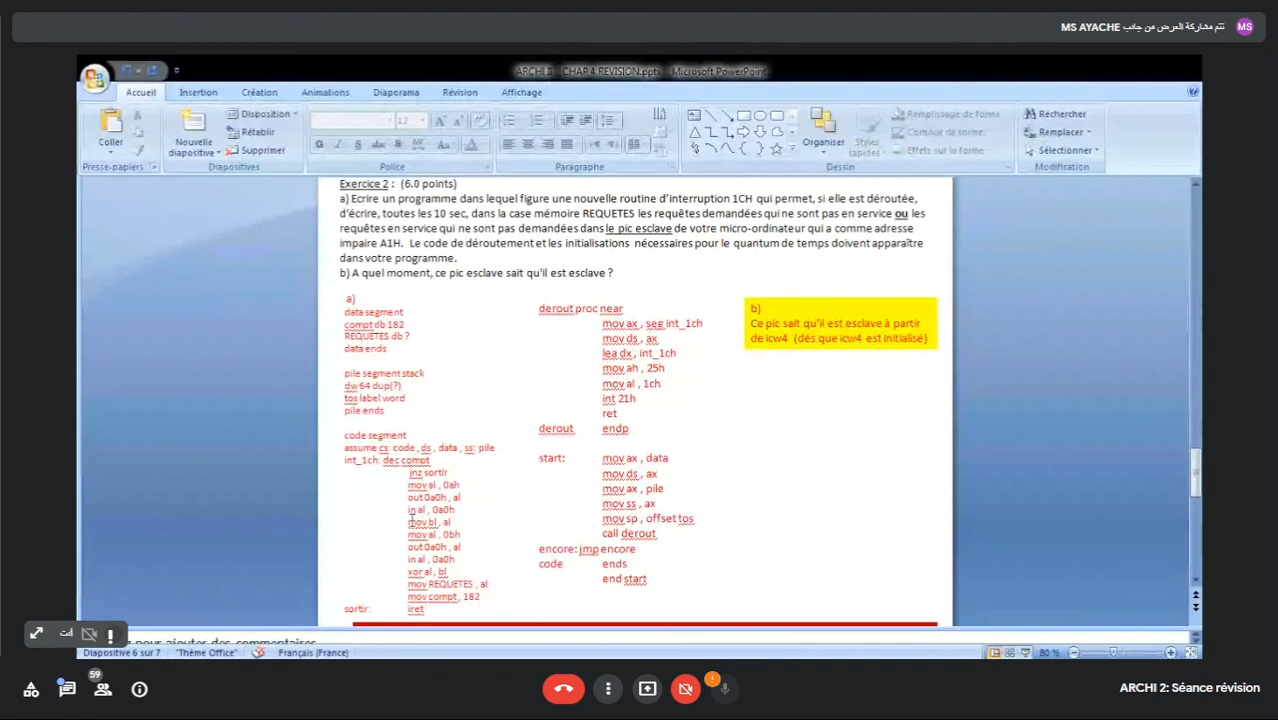 تتم مشاركة العرض من جانب MS AYACHE
MS
ARCHI II CHAP 4 REVISION.pptx - Microsoft PowerPoint
Accueil Insertion Création Animations Diaporama Révision Affichage
Coller
Nouvelle diapositive
Disposition
Rétablir
Supprimer
12
Organiser
Styles rapides
Remplissage de forme
Contour de forme
Effets sur la forme
Rechercher
Remplacer
Sélectionner
Presse-papiers Diapositives Police Paragraphe Dessin Modification
Exercice 2 : (6.0 points)
a) Ecrire un programme dans lequel figure une nouvelle routine d'interruption 1CH qui permet, si elle est déroutée,
d'écrire, toutes les 10 sec, dans la case mémoire REQUETES les requêtes demandées qui ne sont pas en service ou les
requêtes en service qui ne sont pas demandées dans le pic esclave de votre micro-ordinateur qui a comme adresse
impaire A1H. Le code de déroutement et les initialisations nécessaires pour le quantum de temps doivent apparaître
dans votre programme.
b) A quel moment, ce pic esclave sait qu'il est esclave ?
a)
data segment
compt db 182
REQUETES db ?
data ends
pile segment stack
dw 64 dup(?)
tos label word
pile ends
code segment
assume cs: code , ds , data , ss: pile
int_1ch: dec compt
jnz sortir
mov al , 0ah
out 0a0h , al
in al , 0a0h
mov bl , al
mov al , 0bh
out 0a0h , al
in al , 0a0h
xor al , bl
mov REQUETES , al
mov compt , 182
sortir: iret
derout proc near
mov ax , seg int_1ch
mov ds , ax
lea dx , int_1ch
mov ah , 25h
mov al , 1ch
int 21h
ret
derout endp
start: mov ax , data
mov ds , ax
mov ax , pile
mov ss , ax
mov sp , offset tos
call derout
encore: jmp encore
code ends
end start
b)
Ce pic sait qu'il est esclave à partir
de icw4 (dés que icw4 est initialisé)
pour ajouter des commentaires
أنت
Diapositive 6 sur 7 "Thème Office" Français (France) 80 %
59
ARCHI 2: Séance révision